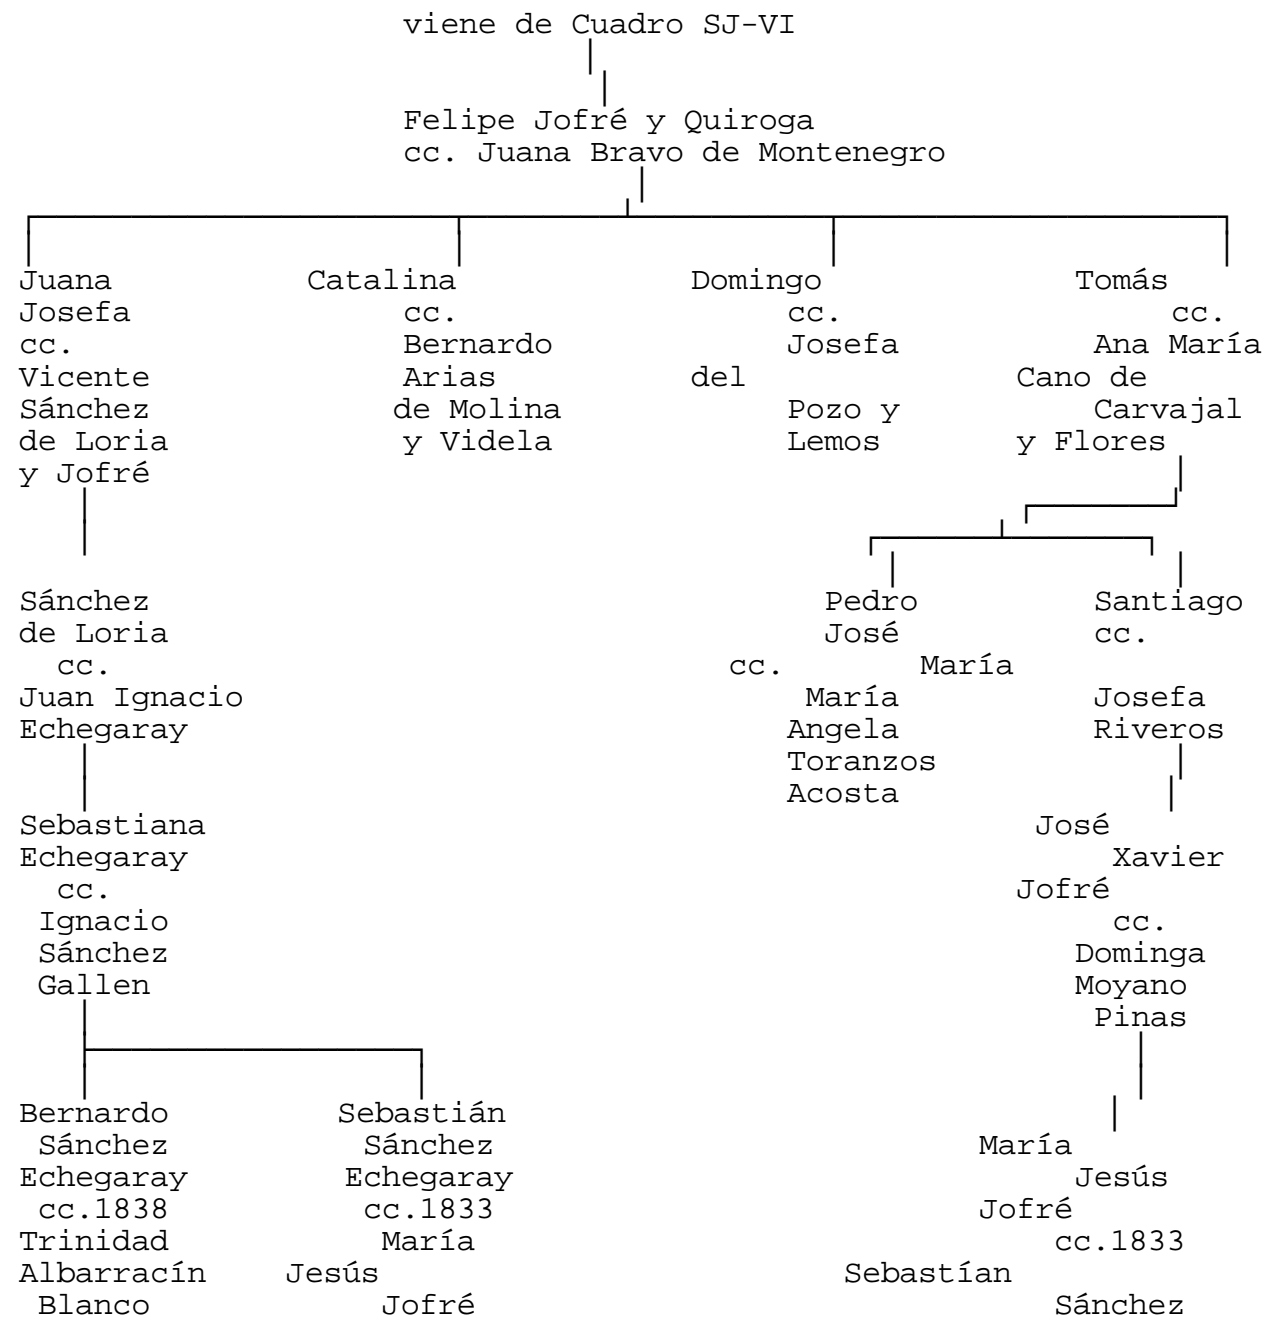 viene de Cuadro SJ-VI
Felipe Jofré y Quiroga
cc. Juana Bravo de Montenegro
Juana Catalina Domingo Tomás
Josefa cc. cc. cc.
cc. Bernardo Josefa Ana María
Vicente Arias del Cano de
Sánchez de Molina Pozo y Carvajal
de Loria y Videla Lemos y Flores
y Jofré
Sánchez Pedro Santiago
de Loria José cc.
cc. cc. María
Juan Ignacio María Josefa
Echegaray Angela Riveros
Toranzos
Acosta
Sebastiana José
Echegaray Xavier
cc. Jofré
Ignacio cc.
Sánchez Dominga
Gallen Moyano
Pinas
Bernardo Sebastián
Sánchez Sánchez María
Echegaray Echegaray Jesús
cc.1838 cc.1833 Jofré
Trinidad María cc.1833
Albarracín Jesús Sebastían
Blanco Jofré Sánchez